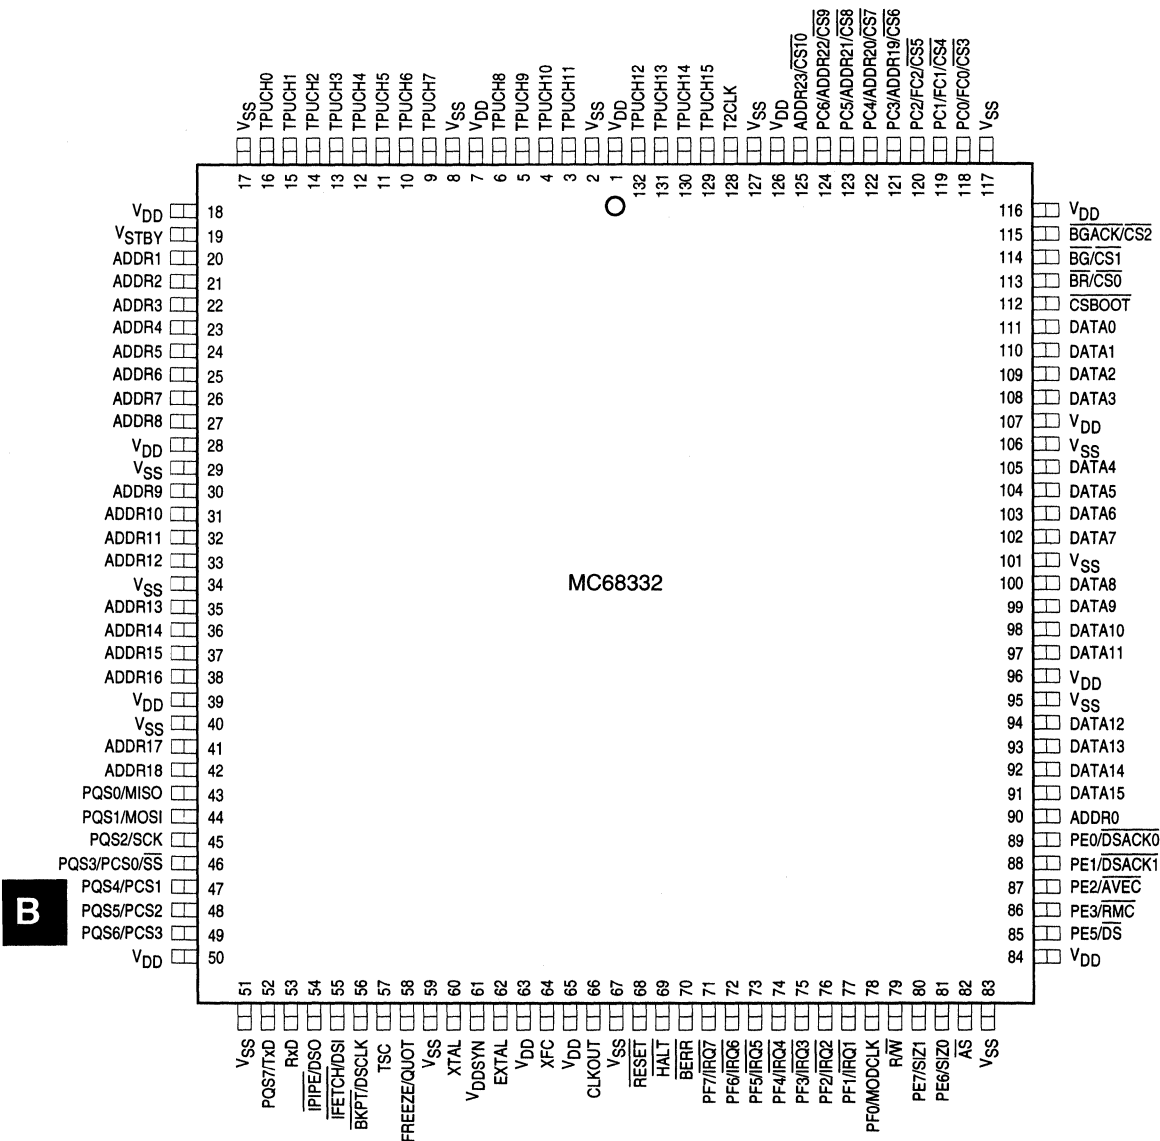 VSS
TPUCH0
TPUCH1
TPUCH2
TPUCH3
TPUCH4
TPUCH5
TPUCH6
TPUCH7
VSS
VDD
TPUCH8
TPUCH9
TPUCH10
TPUCH11
VSS
VDD
TPUCH12
TPUCH13
TPUCH14
TPUCH15
T2CLK
VSS
VDD
ADDR23/CS10
PC6/ADDR22/CS9
PC5/ADDR21/CS8
PC4/ADDR20/CS7
PC3/ADDR19/CS6
PC2/FC2/CS5
PC1/FC1/CS4
PC0/FC0/CS3
VSS
17 16 15 14 13 12 11 10 9 8 7 6 5 4 3 2 1 132 131 130 129 128 127 126 125 124 123 122 121 120 119 118 117
VDD 18
VSTBY 19
ADDR1 20
ADDR2 21
ADDR3 22
ADDR4 23
ADDR5 24
ADDR6 25
ADDR7 26
ADDR8 27
VDD 28
VSS 29
ADDR9 30
ADDR10 31
ADDR11 32
ADDR12 33
VSS 34
ADDR13 35
ADDR14 36
ADDR15 37
ADDR16 38
VDD 39
VSS 40
ADDR17 41
ADDR18 42
PQS0/MISO 43
PQS1/MOSI 44
PQS2/SCK 45
PQS3/PCS0/SS 46
PQS4/PCS1 47
PQS5/PCS2 48
PQS6/PCS3 49
VDD 50
B
MC68332
116 VDD
115 BGACK/CS2
114 BG/CS1
113 BR/CS0
112 CSBOOT
111 DATA0
110 DATA1
109 DATA2
108 DATA3
107 VDD
106 VSS
105 DATA4
104 DATA5
103 DATA6
102 DATA7
101 VSS
100 DATA8
99 DATA9
98 DATA10
97 DATA11
96 VDD
95 VSS
94 DATA12
93 DATA13
92 DATA14
91 DATA15
90 ADDR0
89 PE0/DSACK0
88 PE1/DSACK1
87 PE2/AVEC
86 PE3/RMC
85 PE5/DS
84 VDD
51 52 53 54 55 56 57 58 59 60 61 62 63 64 65 66 67 68 69 70 71 72 73 74 75 76 77 78 79 80 81 82 83
VSS
PQS7/TxD
RxD
IPIPE/DSO
IFETCH/DSI
BKPT/DSCLK
TSC
FREEZE/QUOT
VSS
XTAL
VDDSYN
EXTAL
VDD
XFC
VDD
CLKOUT
VSS
RESET
HALT
BERR
PF7/IRQ7
PF6/IRQ6
PF5/IRQ5
PF4/IRQ4
PF3/IRQ3
PF2/IRQ2
PF1/IRQ1
PF0/MODCLK
R/W
PE7/SIZ1
PE6/SIZ0
AS
VSS